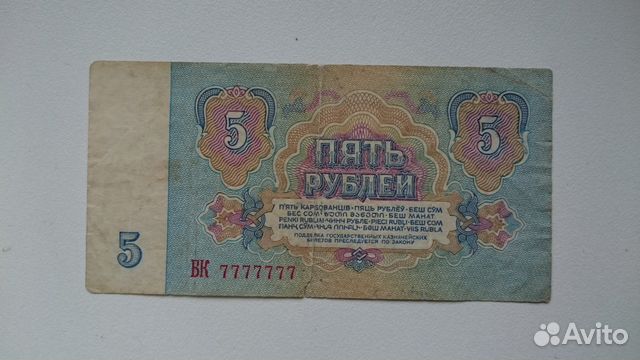 5
5
ПЯТЬ
РУБЛЕЙ
П'ЯТЬ КАРБОВАНЦІВ · ПЯЦЬ РУБЛЁЎ · БЕШ СЎМ
БЕС СОМ · ᲮᲣᲗᲘ ᲛᲐᲜᲔᲗᲘ · БЕШ МАНАТ
PENKI RUBLIAI · ЧИНЧ РУБЛЕ · PIECI RUBĻI · БЕШ СОМ
ПАНҶ СӮМ · ՀԻՆԳ ՌՈՒԲԼԻ · БЕШ МАНАТ · VIIS RUBLA
ПОДДЕЛКА ГОСУДАРСТВЕННЫХ КАЗНАЧЕЙСКИХ
БИЛЕТОВ ПРЕСЛЕДУЕТСЯ ПО ЗАКОНУ
5
БК 7777777
Avito